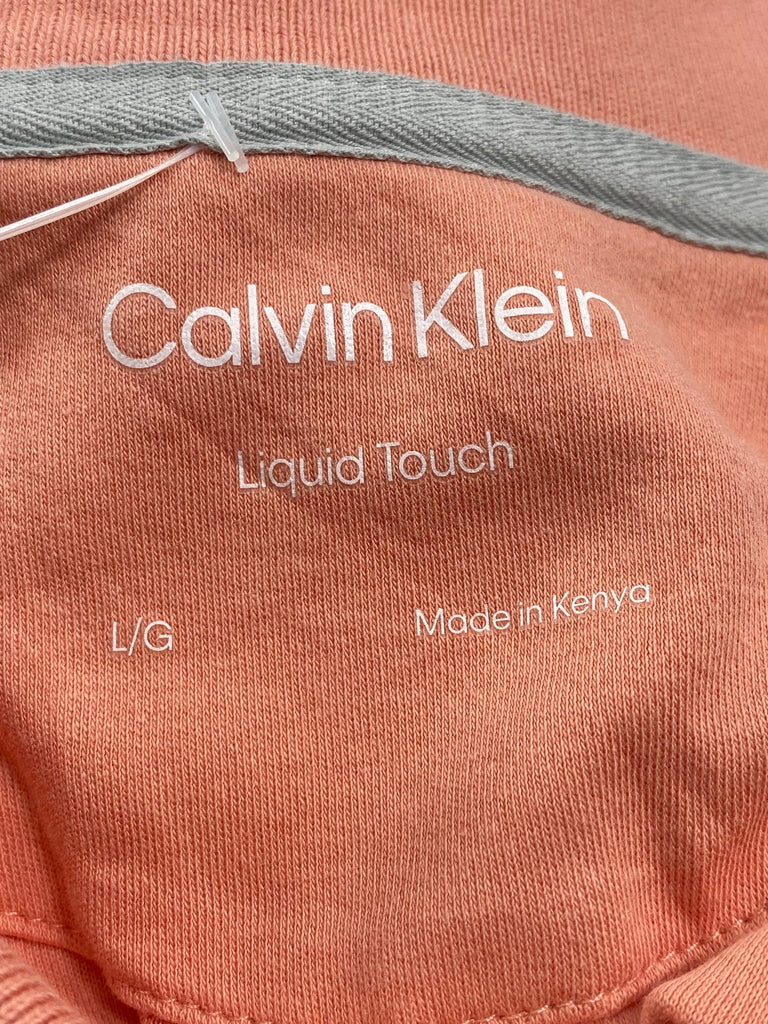 Calvin Klein
Liquid Touch
L/G
Made in Kenya